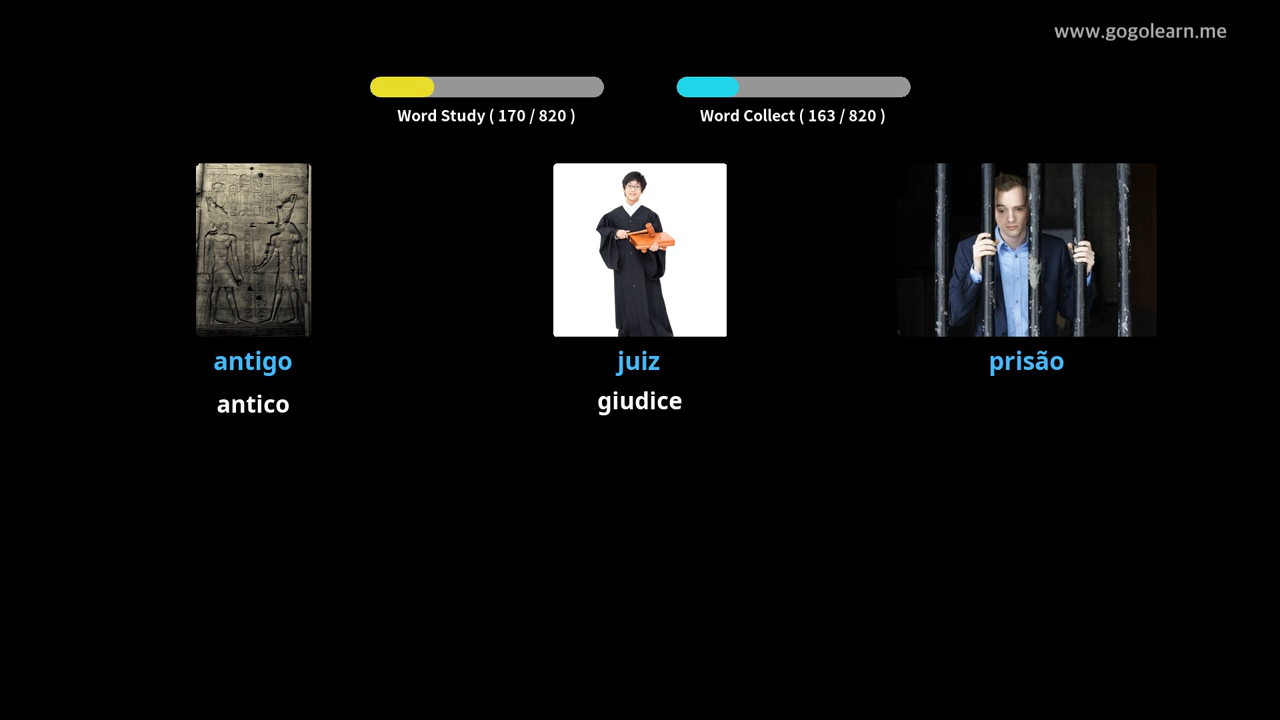 www.gogolearn.me
Word Study ( 170 / 820 )
Word Collect ( 163 / 820 )
antigo
juiz
prisão
antico
giudice